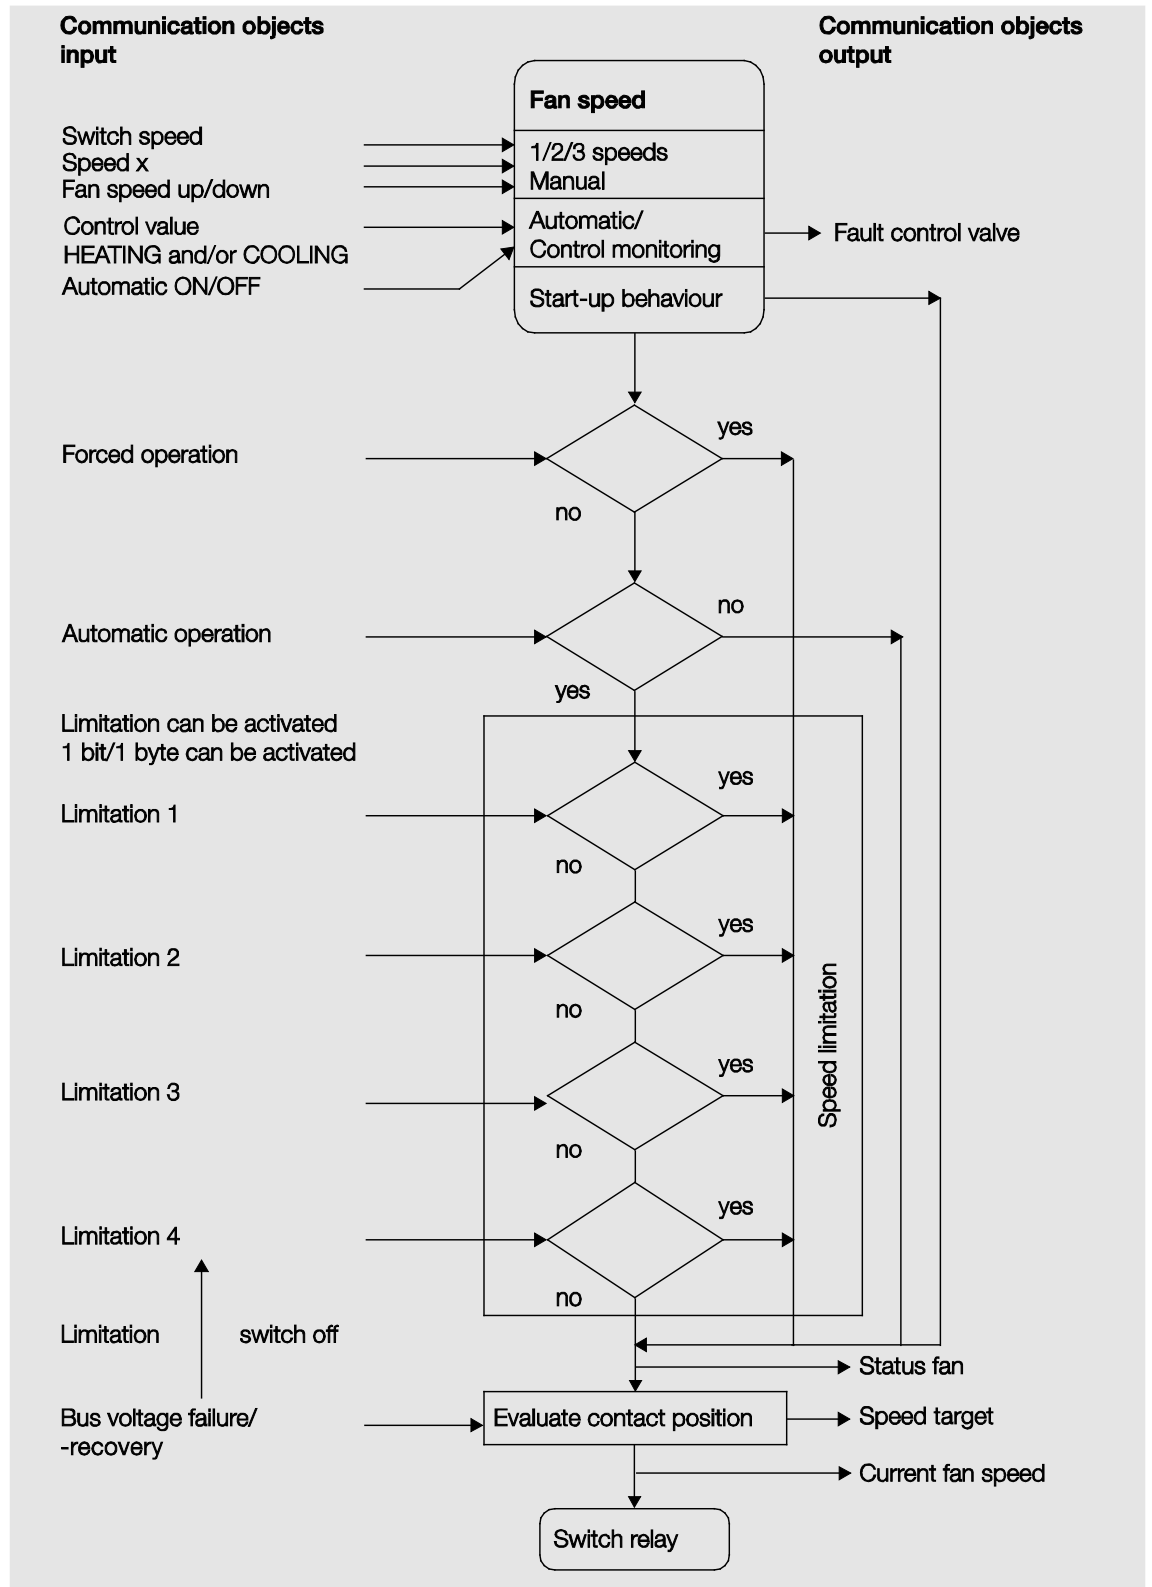 Communication objects
input
Communication objects
output
Fan speed
Switch speed
Speed x
Fan speed up/down
1/2/3 speeds
Manual
Control value
HEATING and/or COOLING
Automatic ON/OFF
Automatic/
Control monitoring
Fault control valve
Start-up behaviour
yes
Forced operation
no
no
Automatic operation
yes
Limitation can be activated
1 bit/1 byte can be activated
yes
Limitation 1
no
yes
Limitation 2
no
Speed limitation
yes
Limitation 3
no
yes
Limitation 4
no
Limitation
switch off
Status fan
Bus voltage failure/
-recovery
Evaluate contact position
Speed target
Current fan speed
Switch relay